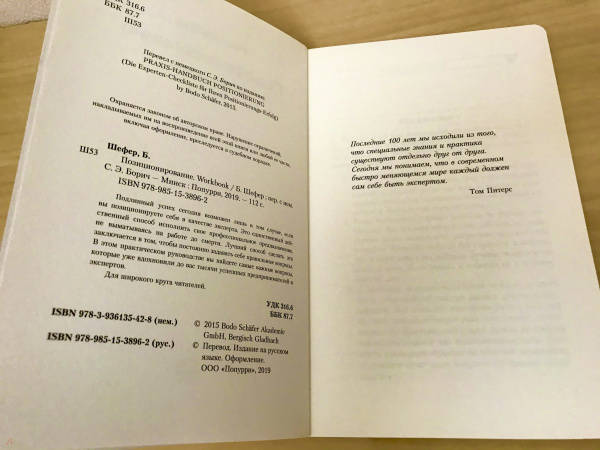 УДК 316.6
ББК 87.7
Ш53
Перевел с немецкого С. Э. Борич по изданию:
PRAXIS-HANDBUCH POSITIONIERUNG
(Die Experten-Checkliste für Ihren Positionierungs-Erfolg)
by Bodo Schäfer, 2015.
Охраняется законом об авторском праве. Нарушение ограничений,
накладываемых им на воспроизведение всей этой книги или любой ее части,
включая оформление, преследуется в судебном порядке.
Шефер, Б.
Ш53 Позиционирование. Workbook / Б. Шефер ; пер. с нем.
С. Э. Борич — Минск : Попурри, 2019. — 112 с.
ISBN 978-985-15-3896-2
Подлинный успех сегодня возможен лишь в том случае, если
вы позиционируете себя в качестве эксперта. Это единственный
ственный способ исполнить свое профессиональное предназначение,
не выматываясь на работе до смерти. Лучший способ сделать это
заключается в том, чтобы постоянно задавать себе правильные вопросы.
В этом практическом руководстве вы найдете самые важные вопросы,
которые уже вдохновили до вас тысячи успешных предпринимателей и
экспертов.
Для широкого круга читателей.
УДК 316.6
ББК 87.7
ISBN 978-3-936135-42-8 (нем.)
ISBN 978-985-15-3896-2 (рус.)
© 2015 Bodo Schäfer Akademie
GmbH, Bergisch Gladbach
© Перевод. Издание на русском
языке. Оформление.
ООО «Попурри», 2019
Последние 100 лет мы исходили из того,
что специальные знания и практика
существуют отдельно друг от друга.
Сегодня мы понимаем, что в современном
быстро меняющемся мире каждый должен
сам себе быть экспертом.
Том Питерс